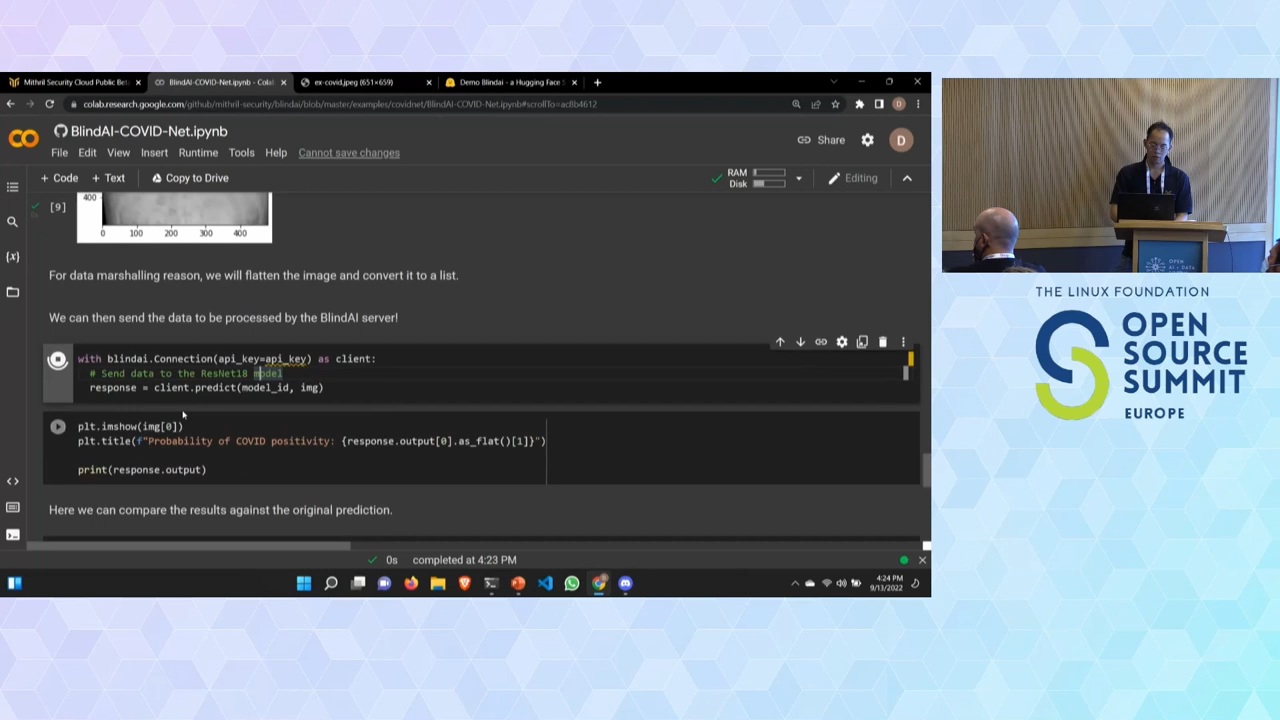 Mithril Security Cloud Public Be
BlindAI-COVID-Net.ipynb - Colab
ex-covid.jpeg (651×659)
Demo Blindai - a Hugging Face
colab.research.google.com/github/mithril-security/blindai/blob/master/examples/covidnet/BlindAI-COVID-Net.ipynb#scrollTo=acfb4612
D
BlindAI-COVID-Net.ipynb
Share
D
File Edit View Insert Runtime Tools Help Cannot save changes
+ Code + Text Copy to Drive
RAM
Disk
Editing
400
[9]
0 100 200 300 400
For data marshalling reason, we will flatten the image and convert it to a list.
We can then send the data to be processed by the BlindAI server!
with blindai.Connection(api_key=api_key) as client:
# Send data to the ResNet18 model
response = client.predict(model_id, img)
plt.imshow(img[0])
plt.title(f"Probability of COVID positivity: {response.output[0].as_flat()[1]}")
print(response.output)
Here we can compare the results against the original prediction.
0s completed at 4:23 PM
4:24 PM
9/13/2022
OPEN
AI + DATA
THE LINUX FOUNDATION
OPEN
SOURCE
SUMMIT
EUROPE